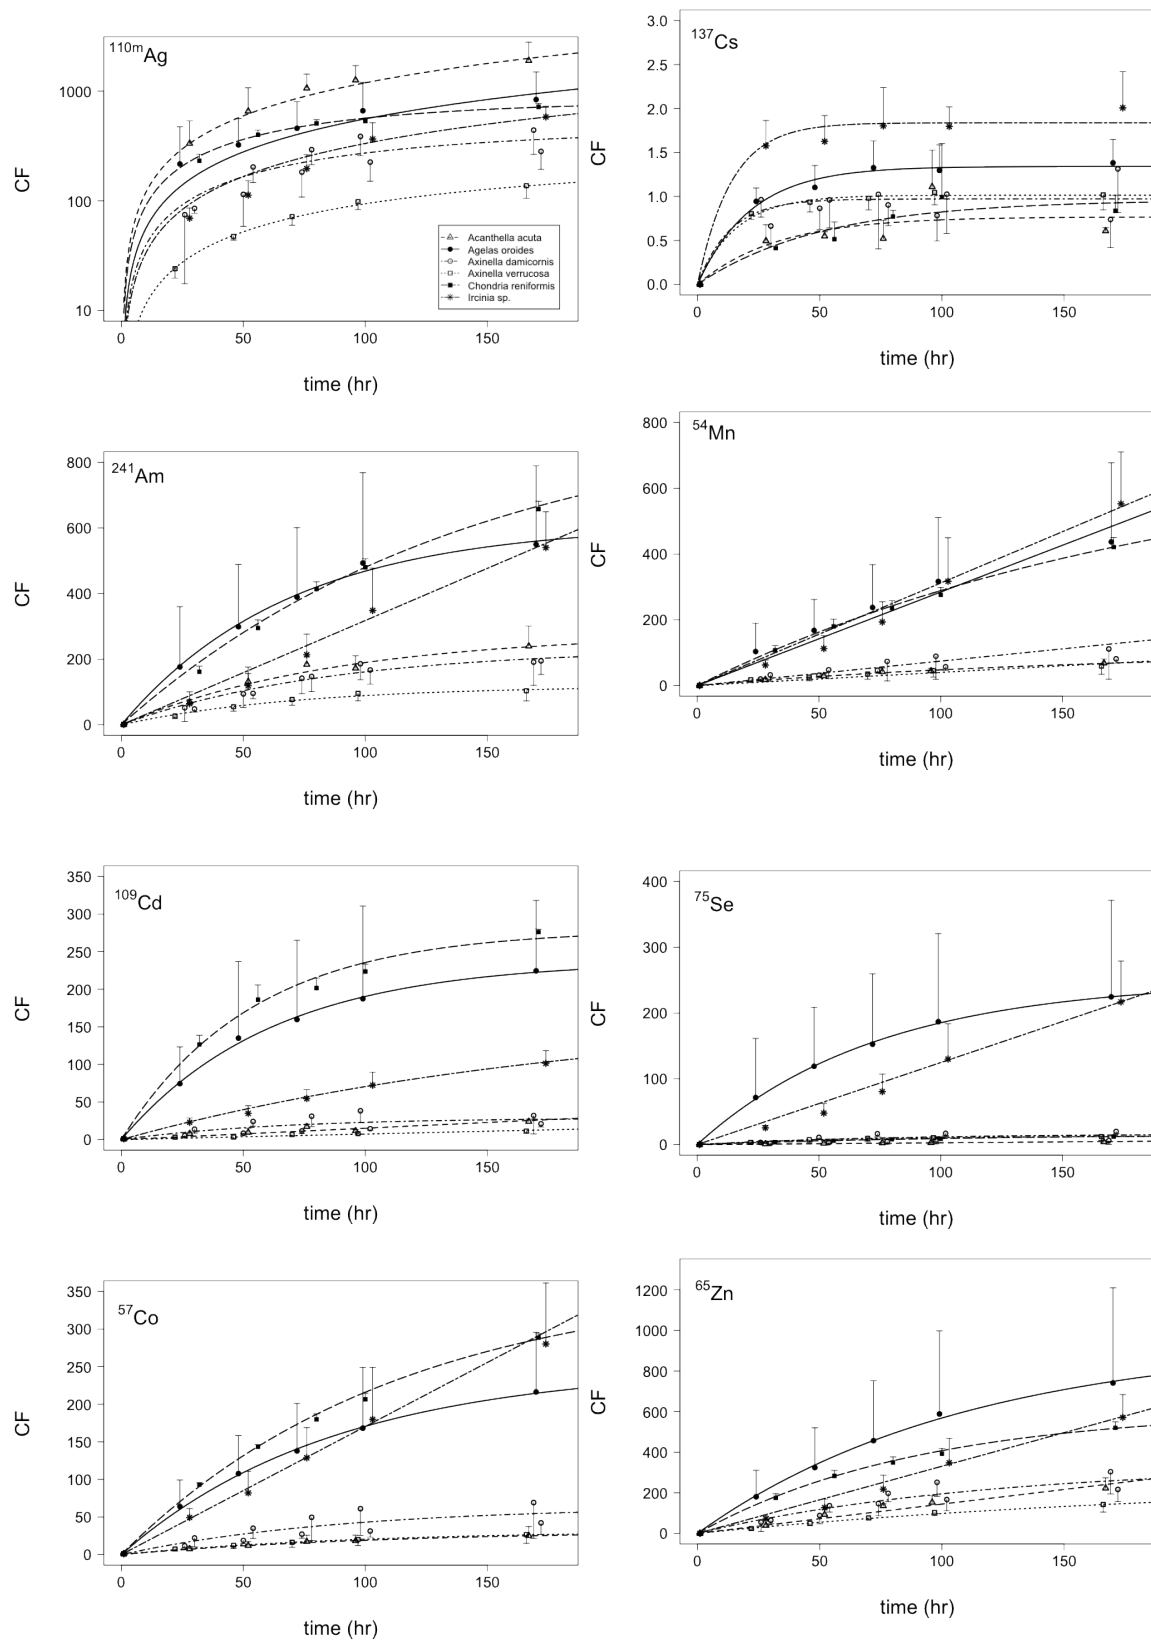 110mAg
CF
1000
100
10
Acanthella acuta
Agelas oroides
Axinella damicornis
Axinella verrucosa
Chondria reniformis
Ircinia sp.
0 50 100 150
time (hr)
137Cs
CF
3.0
2.5
2.0
1.5
1.0
0.5
0.0
0 50 100 150
time (hr)
241Am
CF
800
600
400
200
0
0 50 100 150
time (hr)
54Mn
CF
800
600
400
200
0
0 50 100 150
time (hr)
109Cd
CF
350
300
250
200
150
100
50
0
0 50 100 150
time (hr)
75Se
CF
400
300
200
100
0
0 50 100 150
time (hr)
57Co
CF
350
300
250
200
150
100
50
0
0 50 100 150
time (hr)
65Zn
CF
1200
1000
800
600
400
200
0
0 50 100 150
time (hr)